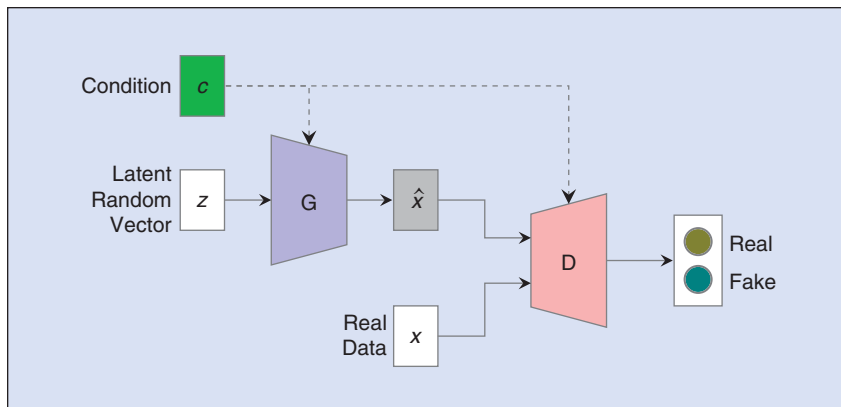 Condition
c
Latent
Random
Vector
z
G
x̂
D
Real
Fake
Real
Data
x